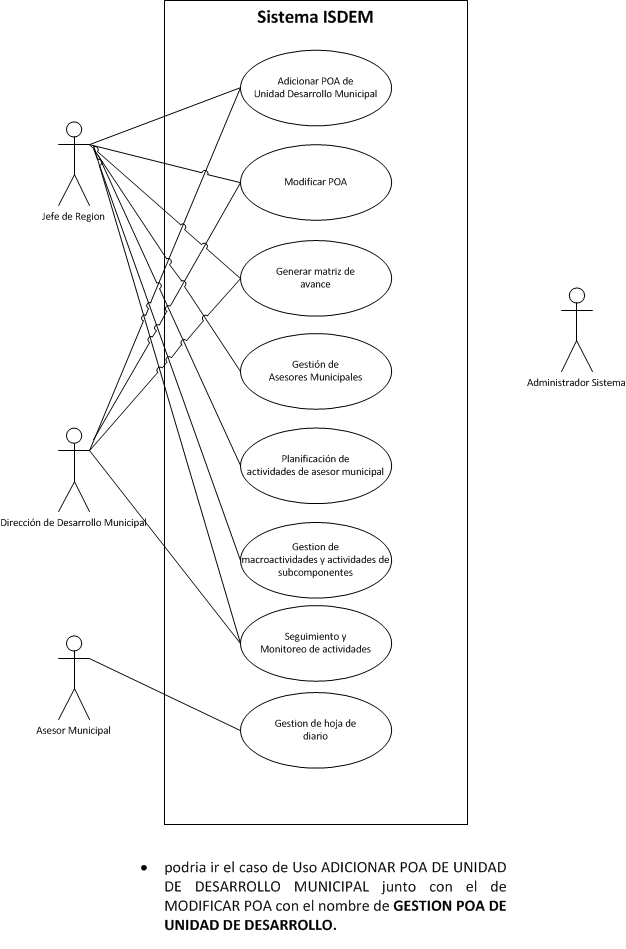 Sistema ISDEM
Adicionar POA de
Unidad Desarrollo Municipal
Jefe de Region
Modificar POA
Generar matriz de
avance
Administrador Sistema
Gestión de
Asesores Municipales
Planificación de
actividades de asesor municipal
Dirección de Desarrollo Municipal
Gestion de
macroactividades y actividades de
subcomponentes
Seguimiento y
Monitoreo de actividades
Asesor Municipal
Gestion de hoja de
diario
• podria ir el caso de Uso ADICIONAR POA DE UNIDAD
DE DESARROLLO MUNICIPAL junto con el de
MODIFICAR POA con el nombre de GESTION POA DE
UNIDAD DE DESARROLLO.